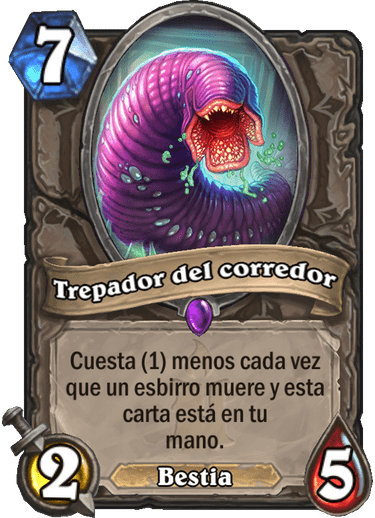 7
Trepador del corredor
Cuesta (1) menos cada vez
que un esbirro muere y esta
carta está en tu
mano.
2
Bestia
5